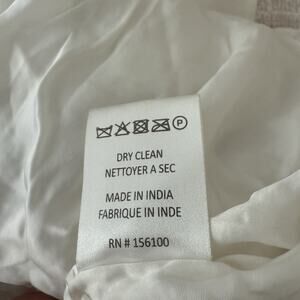 P
DRY CLEAN
NETTOYER A SEC
MADE IN INDIA
FABRIQUE IN INDE
RN # 156100